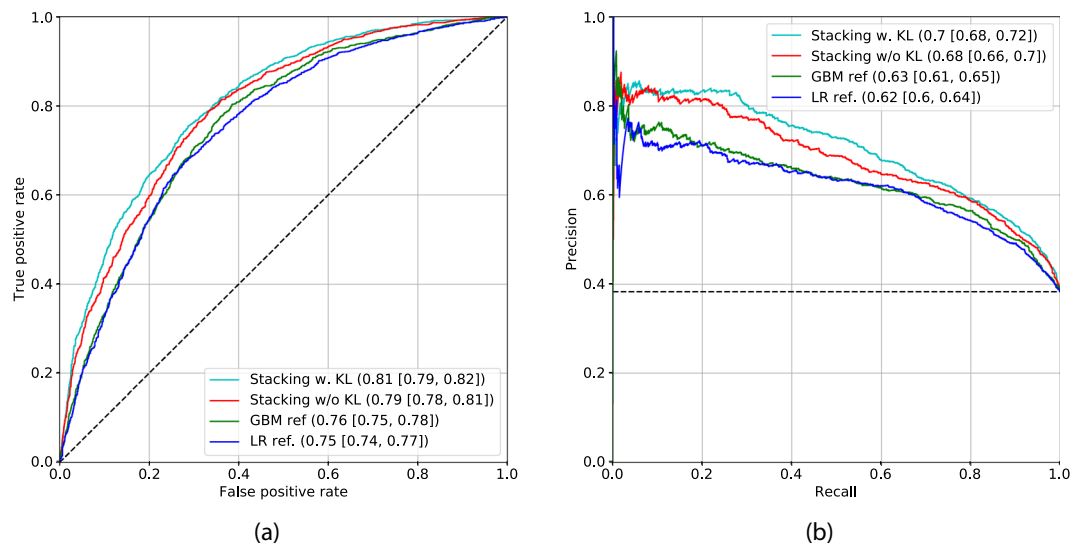 1.0
0.8
0.6
0.4
0.2
0.0
True positive rate
Stacking w. KL (0.81 [0.79, 0.82])
Stacking w/o KL (0.79 [0.78, 0.81])
GBM ref (0.76 [0.75, 0.78])
LR ref. (0.75 [0.74, 0.77])
0.0 0.2 0.4 0.6 0.8 1.0
False positive rate
(a)
1.0
0.8
0.6
0.4
0.2
0.0
Precision
Stacking w. KL (0.7 [0.68, 0.72])
Stacking w/o KL (0.68 [0.66, 0.7])
GBM ref (0.63 [0.61, 0.65])
LR ref. (0.62 [0.6, 0.64])
0.0 0.2 0.4 0.6 0.8 1.0
Recall
(b)